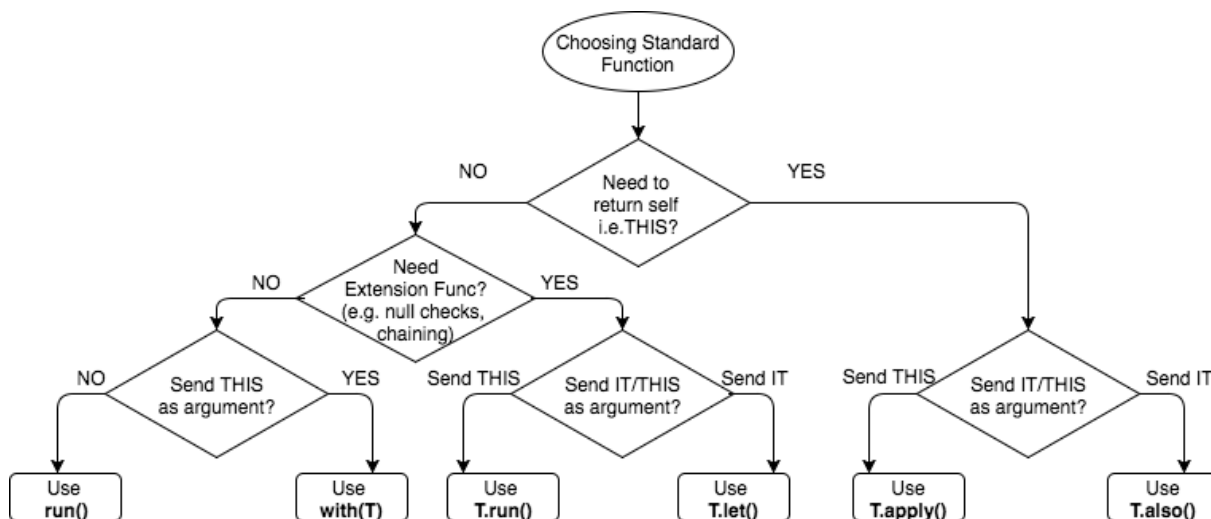 Choosing Standard
Function
NO
YES
Need to
return self
i.e.THIS?
NO
Need
Extension Func?
(e.g. null checks,
chaining)
YES
NO
Send THIS
as argument?
YES
Send THIS
Send IT/THIS
as argument?
Send IT
Send THIS
Send IT/THIS
as argument?
Send IT
Use
run()
Use
with(T)
Use
T.run()
Use
T.let()
Use
T.apply()
Use
T.also()